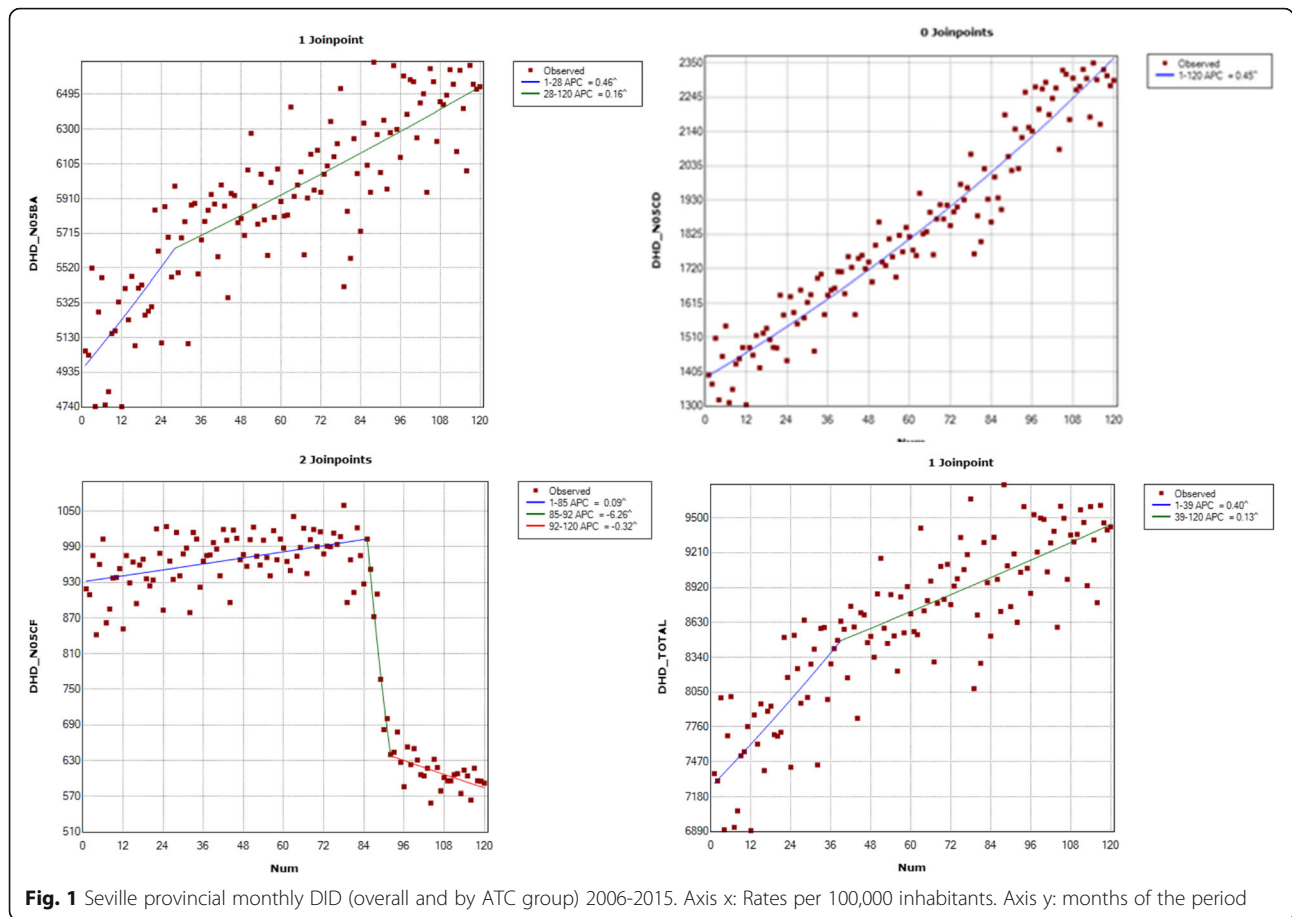 1 Joinpoint
DHD_N05BA
6495
6300
6105
5910
5715
5520
5325
5130
4935
4740
0 12 24 36 48 60 72 84 96 108 120
Observed
1-28 APC = 0.46^
28-120 APC = 0.16^
0 Joinpoints
DHD_N05CD
2350
2245
2140
2035
1930
1825
1720
1615
1510
1405
1300
0 12 24 36 48 60 72 84 96 108 120
Num
Observed
1-120 APC = 0.45^
2 Joinpoints
DHD_N05CF
1050
990
930
870
810
750
690
630
570
510
0 12 24 36 48 60 72 84 96 108 120
Num
Observed
1-85 APC = 0.09^
85-92 APC = -6.26^
92-120 APC = -0.32^
1 Joinpoint
DHD_TOTAL
9500
9210
8920
8630
8340
8050
7760
7470
7180
6890
0 12 24 36 48 60 72 84 96 108 120
Num
Observed
1-39 APC = 0.40^
39-120 APC = 0.13^
Fig. 1 Seville provincial monthly DID (overall and by ATC group) 2006-2015. Axis x: Rates per 100,000 inhabitants. Axis y: months of the period